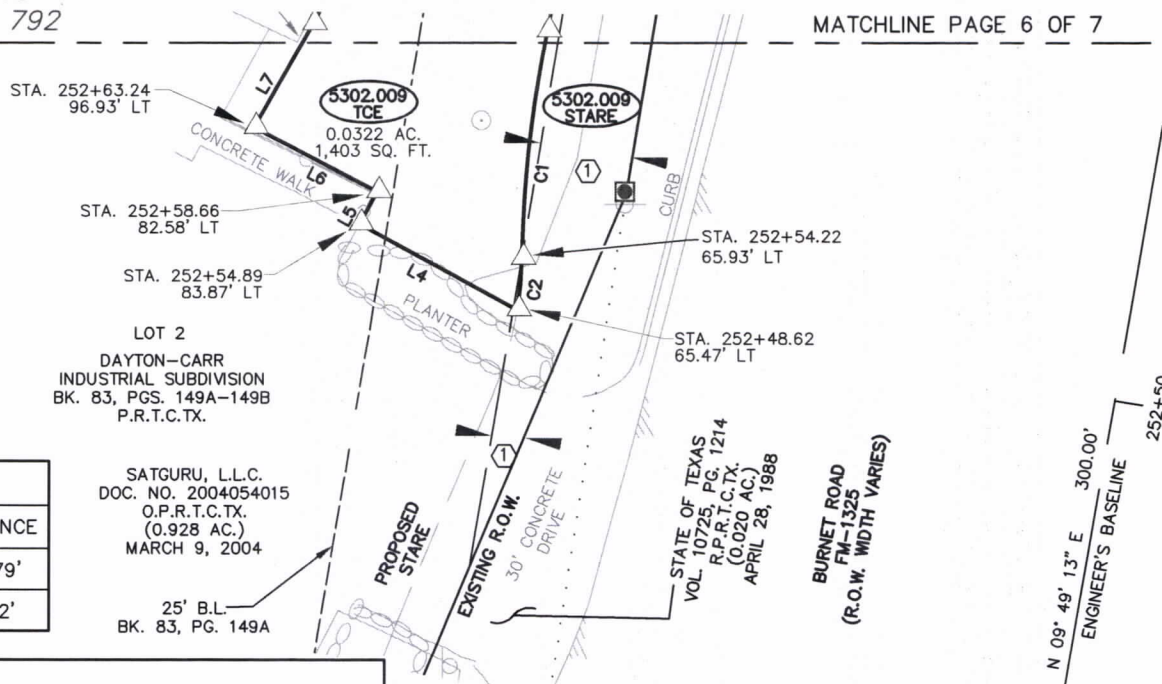 792
MATCHLINE PAGE 6 OF 7
STA. 252+63.24
96.93' LT
L7
5302.009
TCE
0.0322 AC.
1,403 SQ. FT.
5302.009
STARE
CONCRETE WALK
L6
C1
1
CURB
STA. 252+58.66
82.58' LT
L5
STA. 252+54.22
65.93' LT
STA. 252+54.89
83.87' LT
L4
C2
PLANTER
STA. 252+48.62
65.47' LT
LOT 2
DAYTON-CARR
INDUSTRIAL SUBDIVISION
BK. 83, PGS. 149A-149B
P.R.T.C.TX.
252+50
1
SATGURU, L.L.C.
DOC. NO. 2004054015
O.P.R.T.C.TX.
(0.928 AC.)
MARCH 9, 2004
NCE
79'
2'
PROPOSED
STARE
EXISTING R.O.W.
30' CONCRETE
DRIVE
STATE OF TEXAS
VOL. 10725, PG. 1214
R.P.R.T.C.TX.
(0.020 AC.)
APRIL 28, 1988
BURNET ROAD
FM-1325
(R.O.W. WIDTH VARIES)
N 09° 49' 13" E 300.00'
ENGINEER'S BASELINE
25' B.L.
BK. 83, PG. 149A